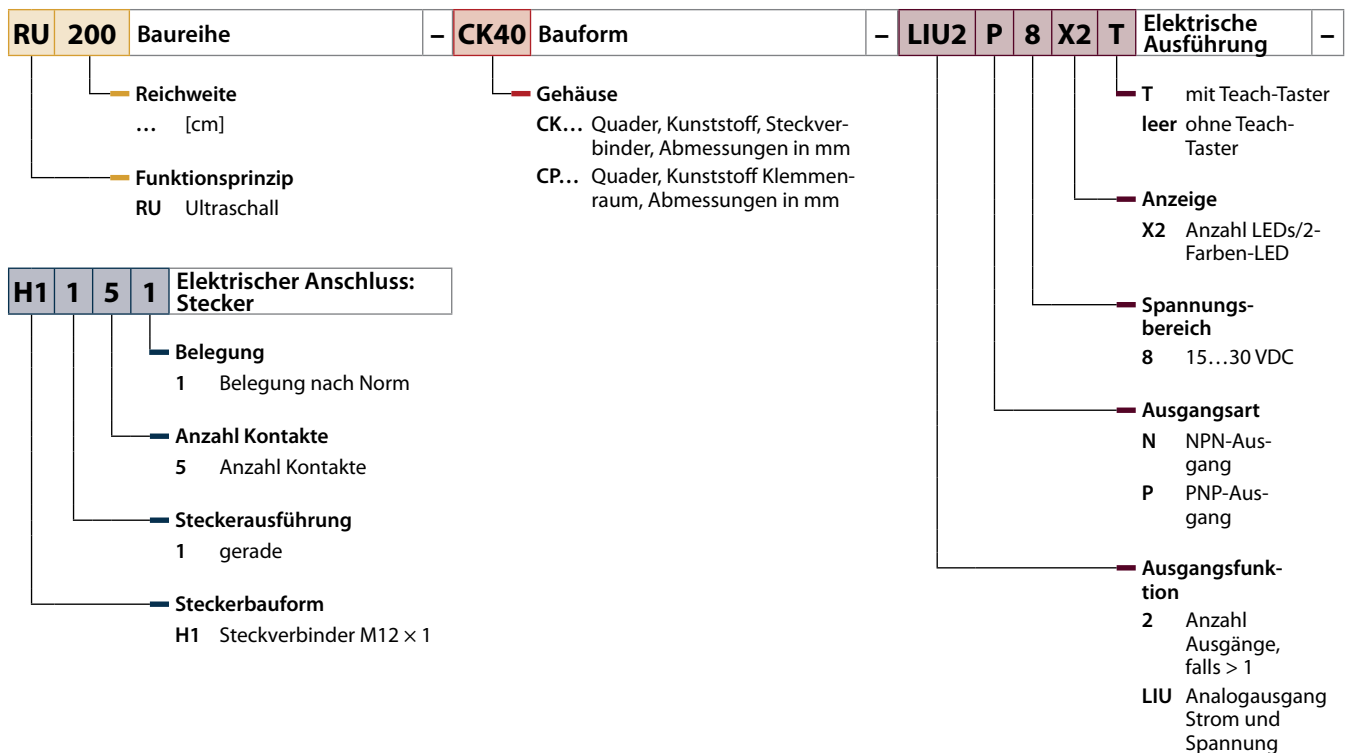 RU 200 Baureihe – CK40 Bauform – LIU2 P 8 X2 T Elektrische Ausführung –
Reichweite
… [cm]
Funktionsprinzip
RU Ultraschall
Gehäuse
CK… Quader, Kunststoff, Steckver-
binder, Abmessungen in mm
CP… Quader, Kunststoff Klemmen-
raum, Abmessungen in mm
T mit Teach-Taster
leer ohne Teach-
Taster
Anzeige
X2 Anzahl LEDs/2-
Farben-LED
Spannungs-
bereich
8 15…30 VDC
Ausgangsart
N NPN-Aus-
gang
P PNP-Aus-
gang
Ausgangsfunk-
tion
2 Anzahl
Ausgänge,
falls > 1
LIU Analogausgang
Strom und
Spannung
H1 1 5 1 Elektrischer Anschluss:
Stecker
Belegung
1 Belegung nach Norm
Anzahl Kontakte
5 Anzahl Kontakte
Steckerausführung
1 gerade
Steckerbauform
H1 Steckverbinder M12 × 1